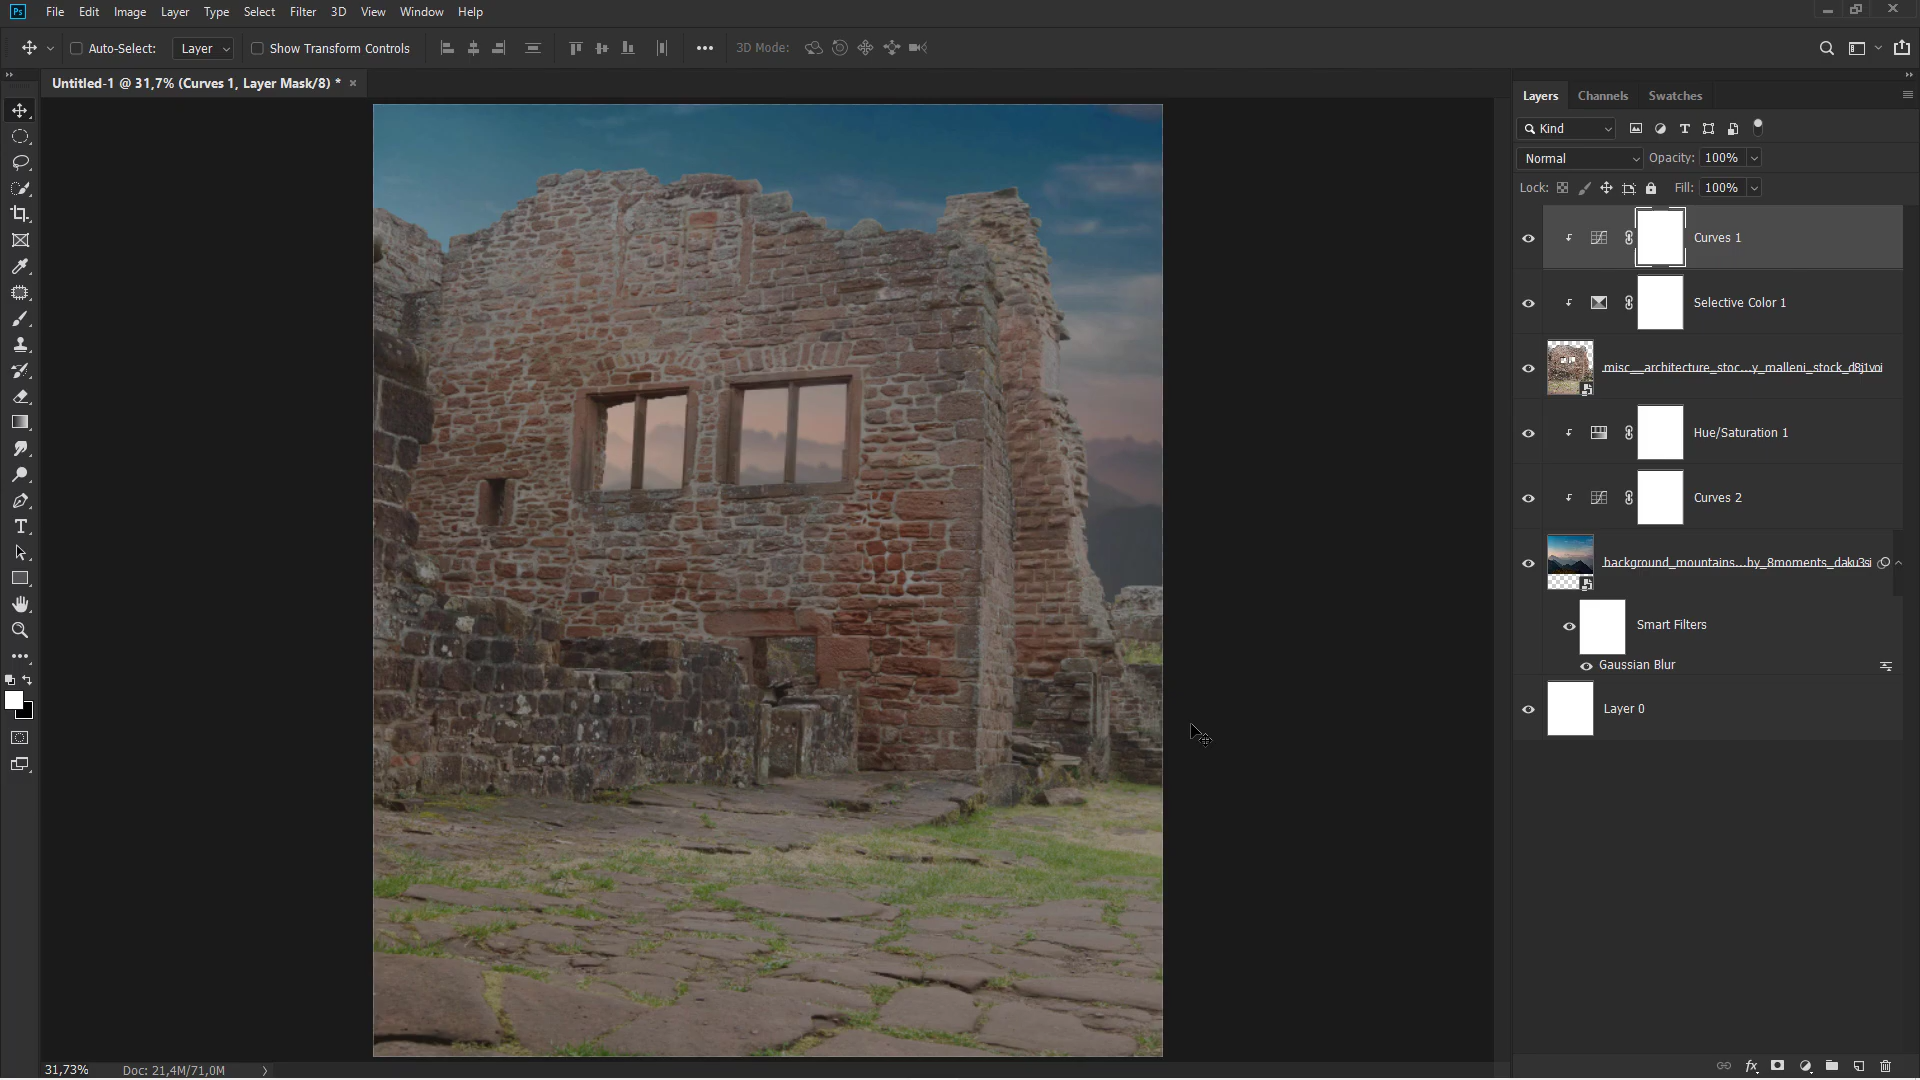 Ps File Edit Image Layer Type Select Filter 3D View Window Help
Auto-Select: Layer Show Transform Controls 3D Mode:
Untitled-1 @ 31,7% (Curves 1, Layer Mask/8) * ×
Layers Channels Swatches
Kind
Normal Opacity: 100%
Lock: Fill: 100%
Curves 1
Selective Color 1
misc__architecture_stoc...y_malleni_stock_d8j1voi
Hue/Saturation 1
Curves 2
background_mountains...by_8moments_daku3si
Smart Filters
Gaussian Blur
Layer 0
31,73% Doc: 21,4M/71,0M
fx